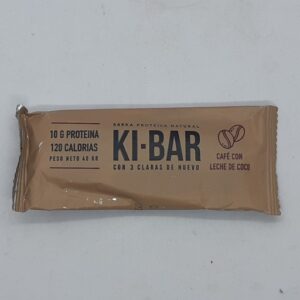 BARRA PROTEICA NATURAL
10 G PROTEINA
120 CALORIAS
PESO NETO 40 GR
KI-BAR
CON 3 CLARAS DE HUEVO
CAFÉ CON
LECHE DE COCO